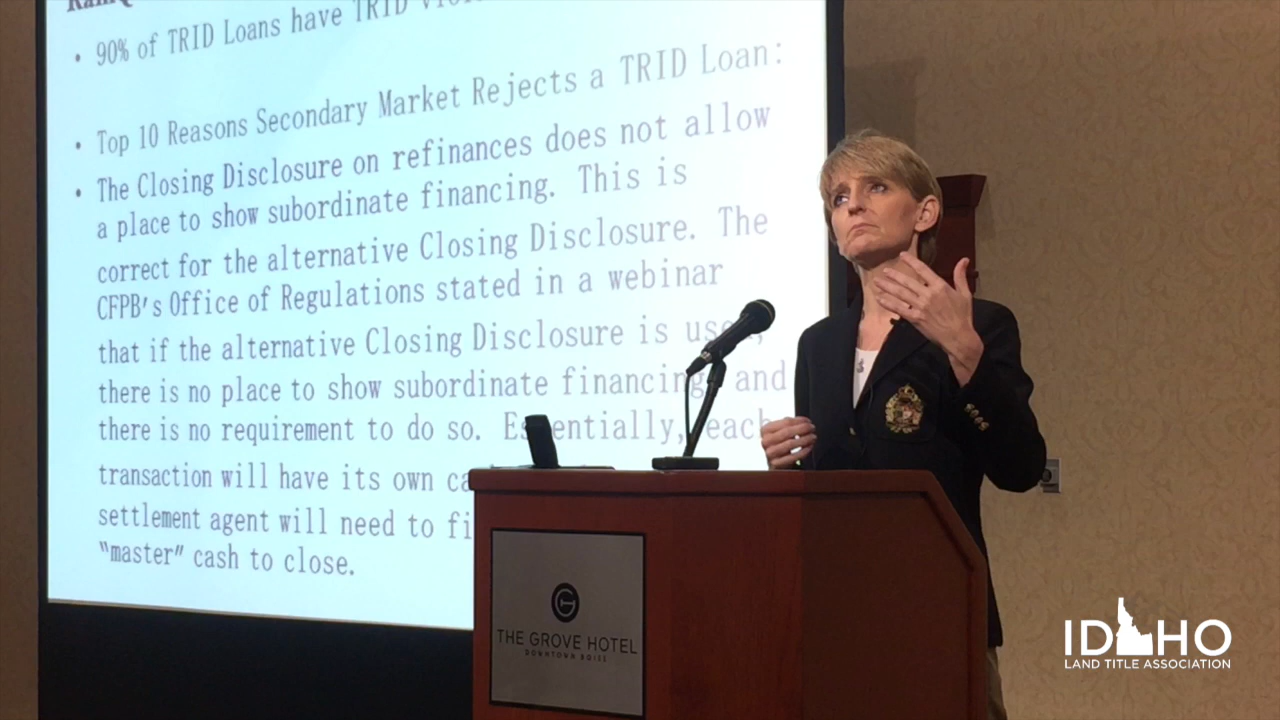 • 90% of TRID Loans have TRID
• Top 10 Reasons Secondary Market Rejects a TRID Loan:
• The Closing Disclosure on refinances does not allow
a place to show subordinate financing. This is
correct for the alternative Closing Disclosure. The
CFPB's Office of Regulations stated in a webinar
that if the alternative Closing Disclosure is used,
there is no place to show subordinate financing, and
there is no requirement to do so. Essentially, each
transaction will have its own
settlement agent will need to
“master” cash to close.
G
THE GROVE HOTEL
DOWNTOWN BOISE
IDAHO
LAND TITLE ASSOCIATION